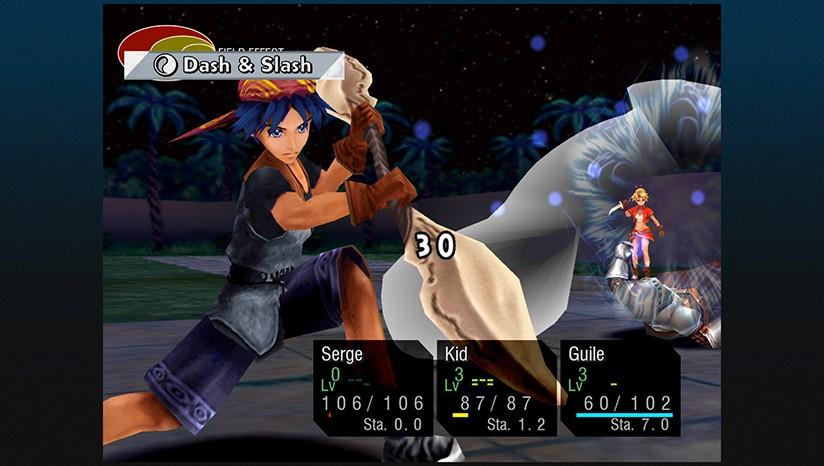 FIELD EFFECT
Dash & Slash
30
Serge
0
Lv
106/106
Sta. 0.0
Kid
3
Lv
87/87
Sta. 1.2
Guile
3
Lv
60/102
Sta. 7.0